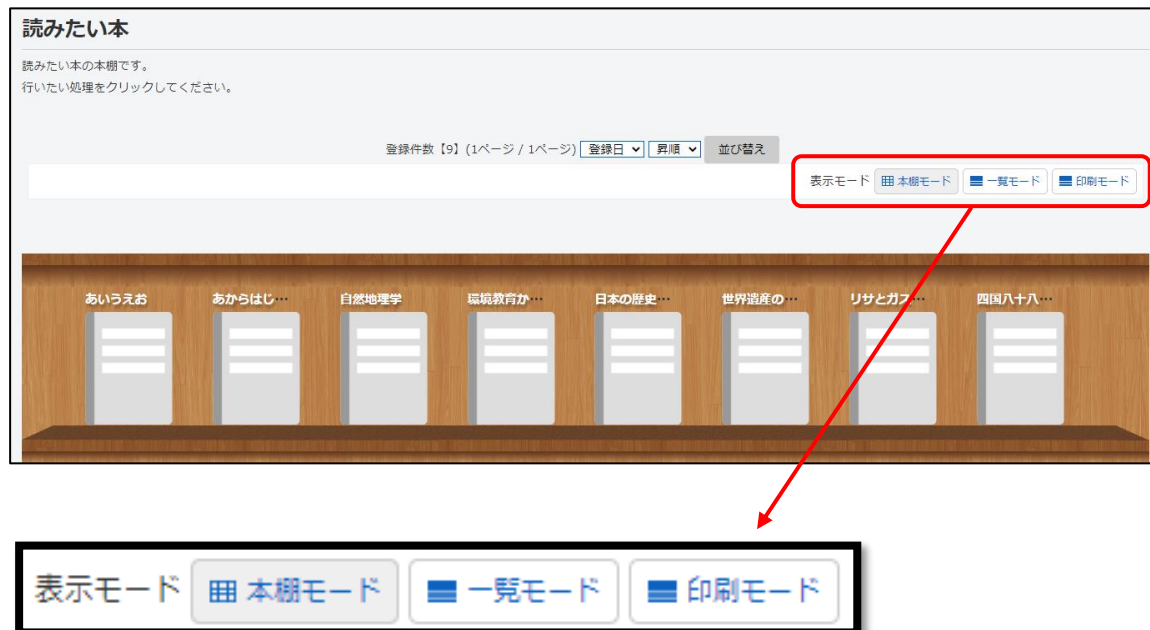 読みたい本
読みたい本の本棚です。
行いたい処理をクリックしてください。
登録件数【9】(1ページ / 1ページ) 登録日 昇順 並び替え
表示モード 本棚モード 一覧モード 印刷モード
あいうえお あからはじ… 自然地理学 環境教育か… 日本の歴史… 世界遺産の… リサとガス… 四国八十八…
表示モード 本棚モード 一覧モード 印刷モード